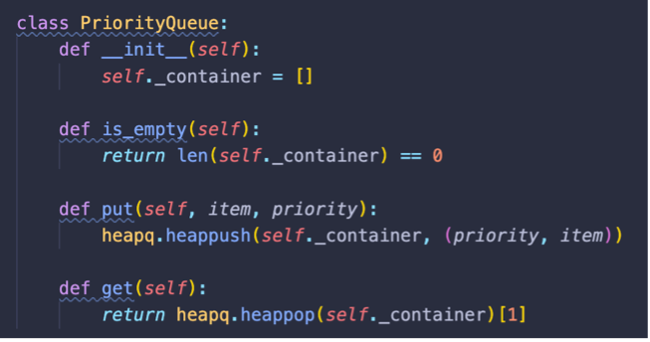 class PriorityQueue:
    def __init__(self):
        self._container = []

    def is_empty(self):
        return len(self._container) == 0

    def put(self, item, priority):
        heapq.heappush(self._container, (priority, item))

    def get(self):
        return heapq.heappop(self._container)[1]